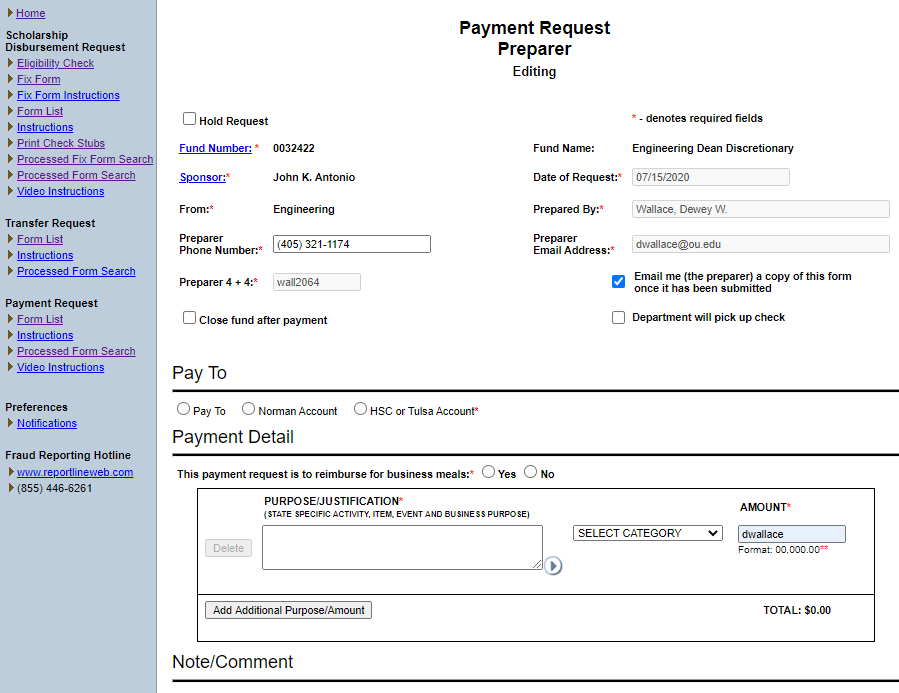 Home
Scholarship
Disbursement Request
Eligibility Check
Fix Form
Fix Form Instructions
Form List
Instructions
Print Check Stubs
Processed Fix Form Search
Processed Form Search
Video Instructions
Transfer Request
Form List
Instructions
Processed Form Search
Payment Request
Form List
Instructions
Processed Form Search
Video Instructions
Preferences
Notifications
Fraud Reporting Hotline
www.reportlineweb.com
(855) 446-6261
Payment Request
Preparer
Editing
Hold Request
* - denotes required fields
Fund Number: * 0032422
Fund Name: Engineering Dean Discretionary
Sponsor:* John K. Antonio
Date of Request:* 07/15/2020
From:* Engineering
Prepared By:* Wallace, Dewey W.
Preparer
Phone Number:* (405) 321-1174
Preparer
Email Address:* dwallace@ou.edu
Preparer 4 + 4:* wall2064
Email me (the preparer) a copy of this form
once it has been submitted
Close fund after payment
Department will pick up check
Pay To
Pay To Norman Account HSC or Tulsa Account*
Payment Detail
This payment request is to reimburse for business meals:* Yes No
PURPOSE/JUSTIFICATION*
(STATE SPECIFIC ACTIVITY, ITEM, EVENT AND BUSINESS PURPOSE)
AMOUNT*
Delete
SELECT CATEGORY
dwallace
Format: 00,000.00**
Add Additional Purpose/Amount
TOTAL: $0.00
Note/Comment